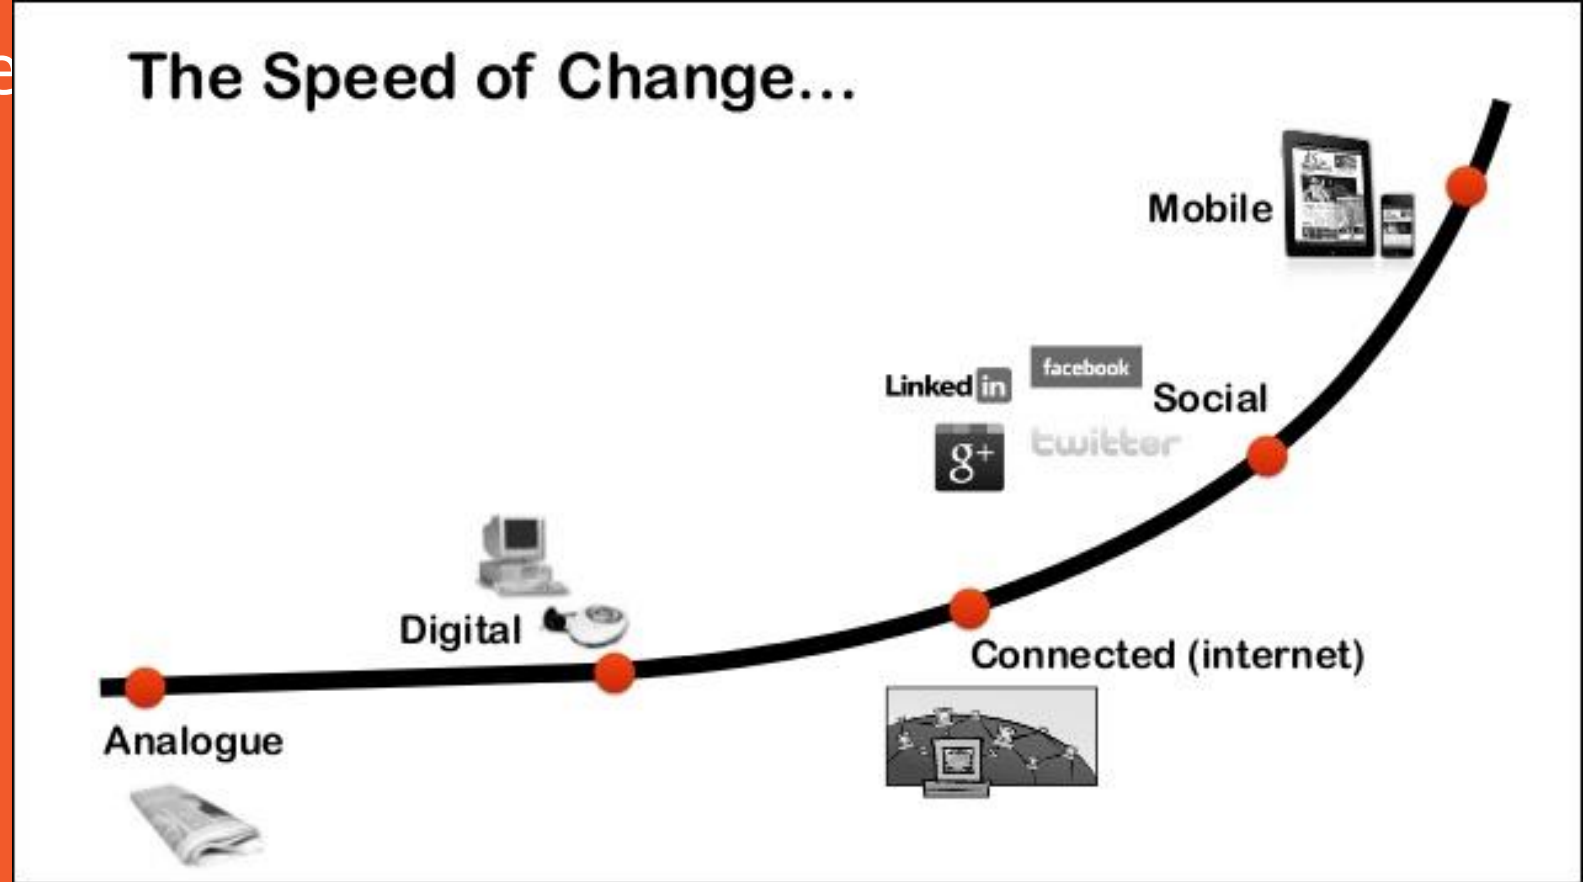 The Speed of Change...
Mobile
Linked in
facebook
Social
g+
twitter
Digital
Connected (internet)
Analogue